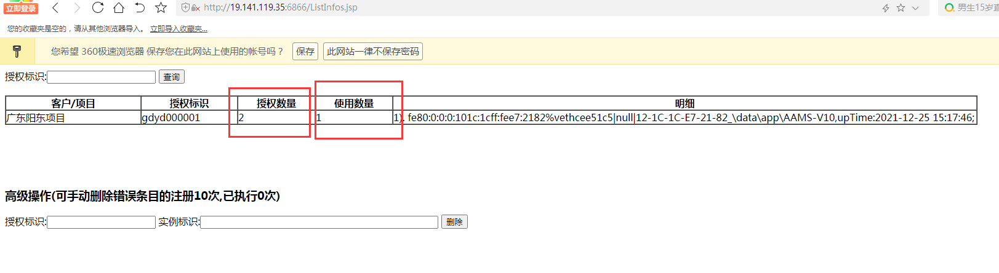 立即登录
http://19.141.119.35:6866/ListInfos.jsp
男生15岁直
您的收藏夹是空的，请从其他浏览器导入。 立即导入收藏夹...
您希望 360极速浏览器 保存您在此网站上使用的帐号吗？ 保存 此网站一律不保存密码
授权标识: 查询
客户/项目 授权标识 授权数量 使用数量 明细
广东阳东项目 gdyd000001 2 1 1). fe80:0:0:0:101c:1cff:fee7:2182%vethcee51c5|null|12-1C-1C-E7-21-82_\data\app\AAMS-V10,upTime:2021-12-25 15:17:46;
高级操作(可手动删除错误条目的注册10次,已执行0次)
授权标识: 实例标识: 删除